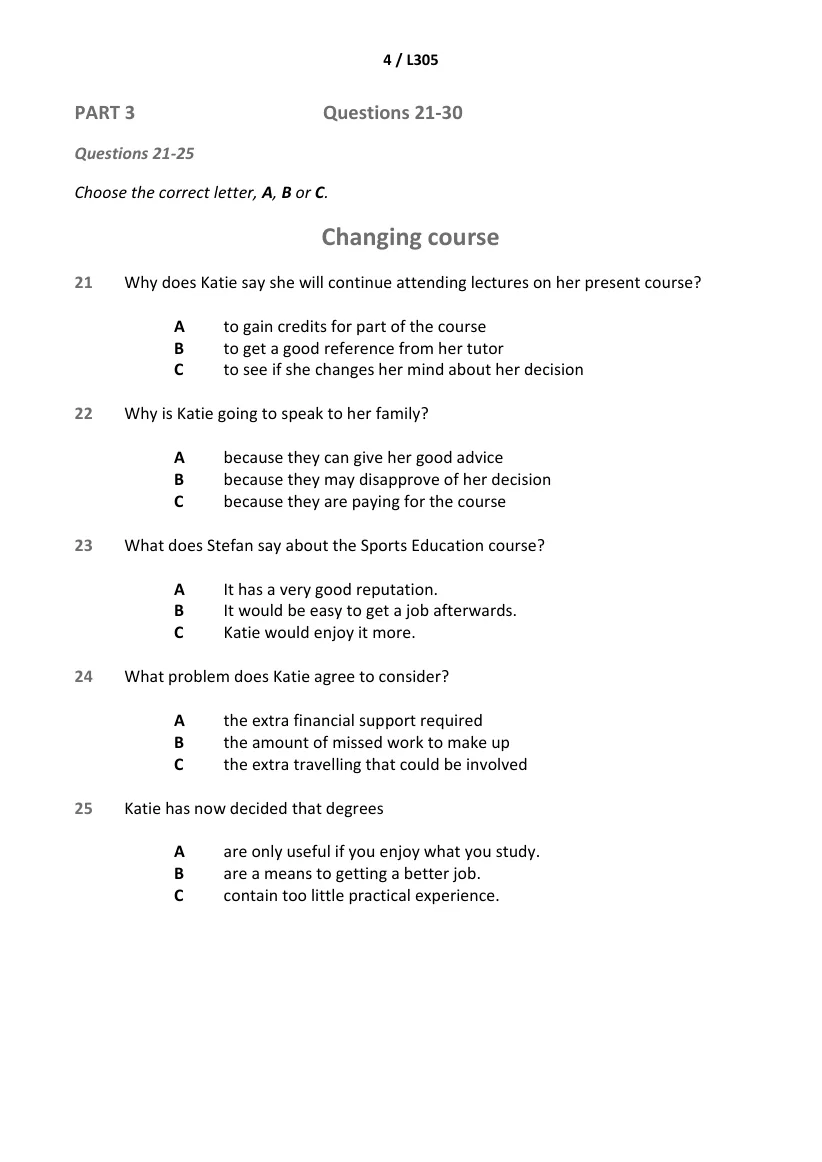 4 / L305
PART 3 Questions 21-30
Questions 21-25
Choose the correct letter, A, B or C.
Changing course
21 Why does Katie say she will continue attending lectures on her present course?
A to gain credits for part of the course
B to get a good reference from her tutor
C to see if she changes her mind about her decision
22 Why is Katie going to speak to her family?
A because they can give her good advice
B because they may disapprove of her decision
C because they are paying for the course
23 What does Stefan say about the Sports Education course?
A It has a very good reputation.
B It would be easy to get a job afterwards.
C Katie would enjoy it more.
24 What problem does Katie agree to consider?
A the extra financial support required
B the amount of missed work to make up
C the extra travelling that could be involved
25 Katie has now decided that degrees
A are only useful if you enjoy what you study.
B are a means to getting a better job.
C contain too little practical experience.